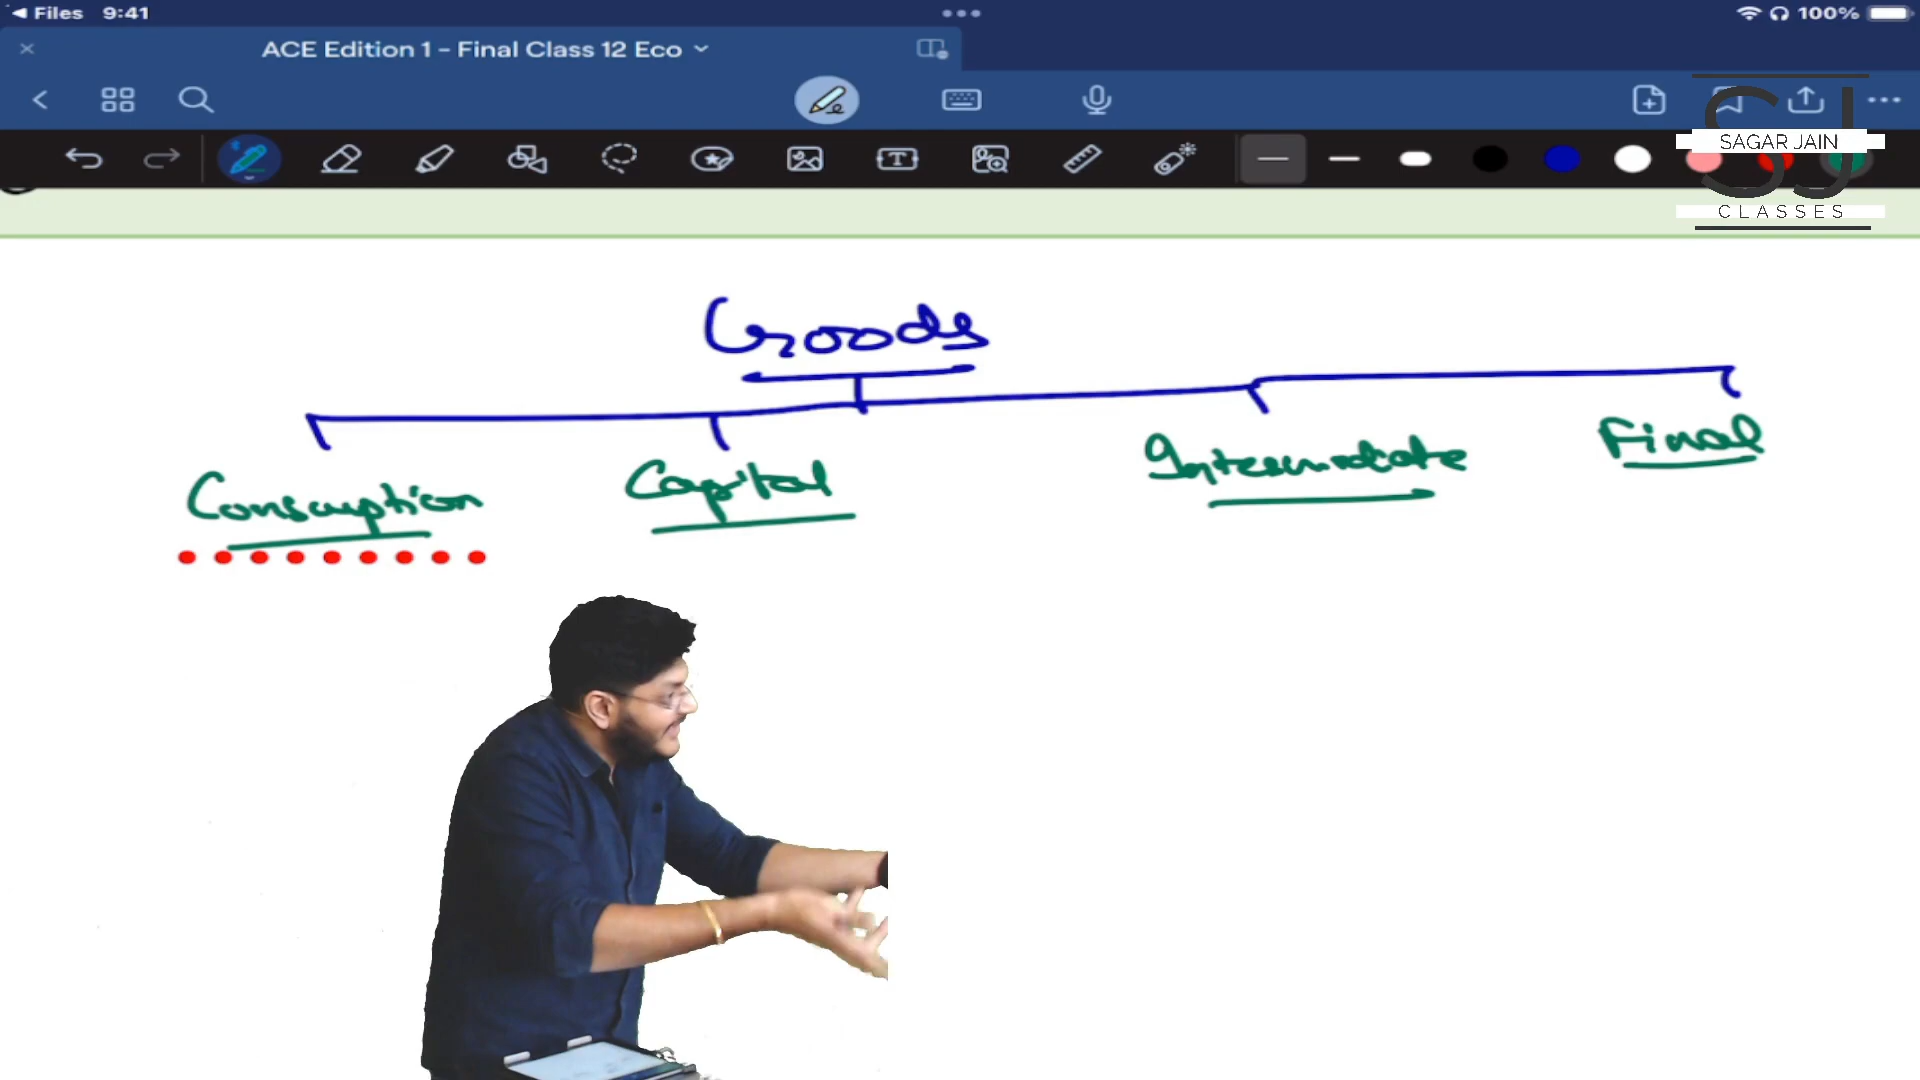 Files 9:41 100%
ACE Edition 1 - Final Class 12 Eco
SJ
SAGAR JAIN
CLASSES
Goods
Consumption Capital Intermediate Final